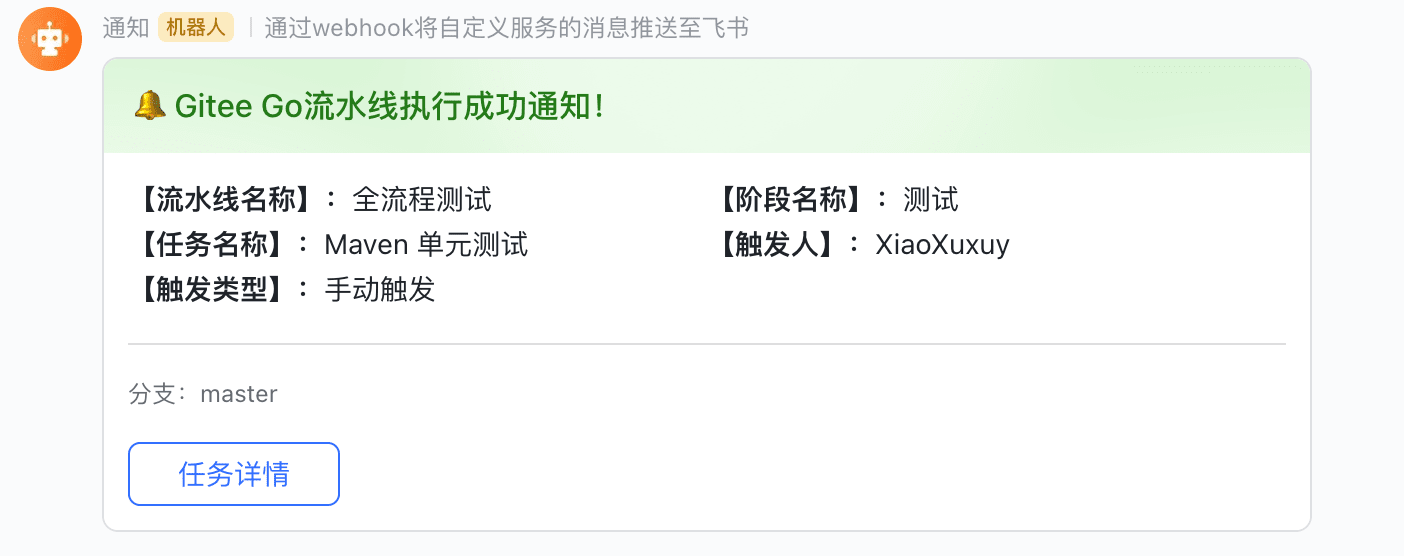 通知 机器人 通过webhook将自定义服务的消息推送至飞书
Gitee Go流水线执行成功通知！
【流水线名称】：全流程测试 【阶段名称】：测试
【任务名称】：Maven 单元测试 【触发人】：XiaoXuxuy
【触发类型】：手动触发
分支：master
任务详情